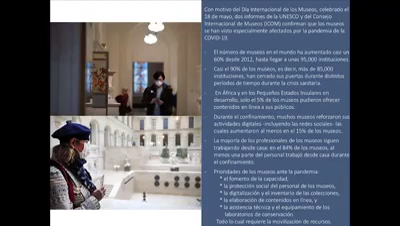 Con motivo del Día Internacional de los Museos, celebrado el
18 de mayo, dos informes de la UNESCO y del Consejo
Internacional de Museos (ICOM) confirman que los museos
se han visto especialmente afectados por la pandemia de
COVID-19.
- El número de museos en el mundo ha aumentado casi un
60% desde 2012, hasta llegar a unas 95,000 instituciones.
- Casi el 90% de los museos, es decir, más de 85,000
instituciones, han cerrado sus puertas durante distintos
períodos de tiempo durante la crisis sanitaria.
- En África y en los Pequeños Estados Insulares en
desarrollo, solo el 5% de los museos pudieron ofrecer
contenidos en línea a sus públicos.
- Durante el confinamiento, muchos museos reforzaron sus
actividades digitales -incluyendo las redes sociales- las
cuales aumentaron al menos en el 15% de los museos.
- La mayoría de los profesionales de los museos siguen
trabajando desde casa: en el 84% de los museos, al
menos una parte del personal trabajó desde casa durante
el confinamiento.
- Prioridades de los museos ante la pandemia:
* el fomento de la capacidad,
* la protección social del personal de los museos,
* la digitalización y el inventario de las colecciones,
* la elaboración de contenidos en línea, y
* la asistencia técnica y el equipamiento de los
laboratorios de conservación
Todo lo cual requiere la movilización de recursos.